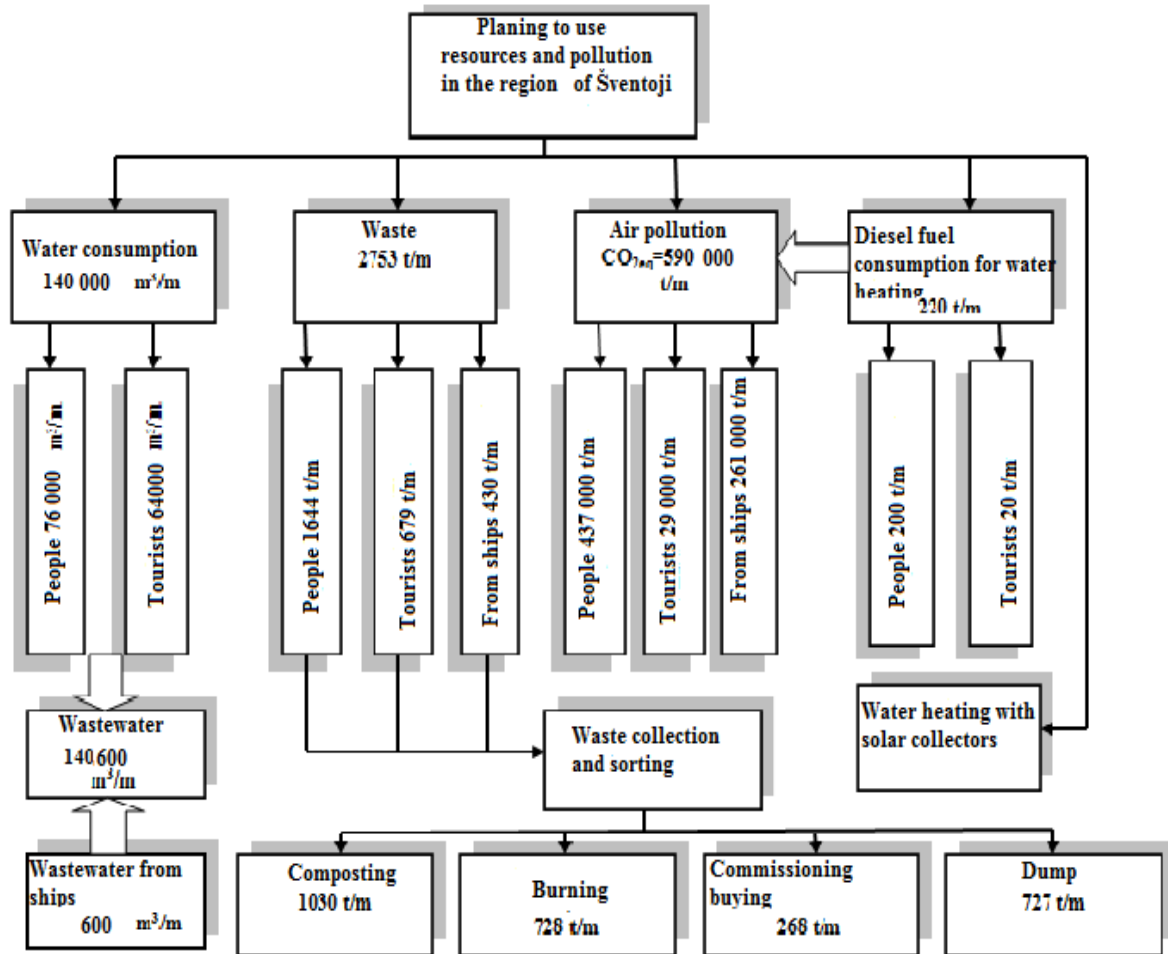 Planing to use
resources and pollution
in the region of Šventoji
Water consumption
140 000 m³/m
Waste
2753 t/m
Air pollution
CO2eq=590 000
t/m
Diesel fuel
consumption for water
heating
220 t/m
People 76 000 m³/m
Tourists 64000 m³/m
People 1644 t/m
Tourists 679 t/m
From ships 430 t/m
People 437 000 t/m
Tourists 29 000 t/m
From ships 261 000 t/m
People 200 t/m
Tourists 20 t/m
Wastewater
140600
m³/m
Waste collection
and sorting
Water heating with
solar collectors
Wastewater from
ships
600 m³/m
Composting
1030 t/m
Burning
728 t/m
Commissioning
buying
268 t/m
Dump
727 t/m